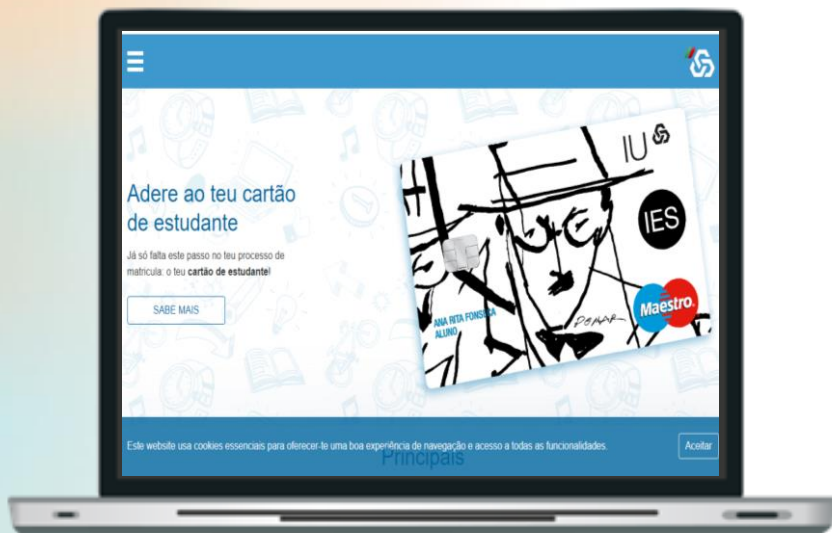 Adere ao teu cartão
de estudante
Já só falta este passo no teu processo de
matricula: o teu cartão de estudante!
SABE MAIS
IU
IES
Maestro.
ANA RITA FONSECA
ALUNO
POMAR
Este website usa cookies essenciais para oferecer-te uma boa experiência de navegação e acesso a todas as funcionalidades.
Aceitar
Principais